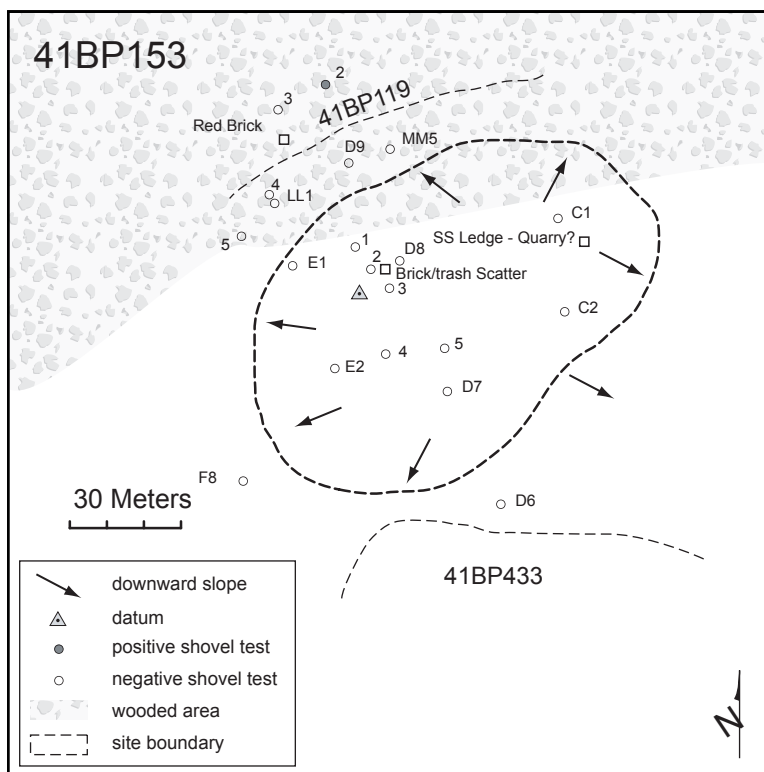 41BP153
2
3
41BP119
Red Brick
D9
MM5
4
LL1
5
C1
SS Ledge - Quarry?
1
D8
E1
2
Brick/trash Scatter
3
C2
4
5
E2
D7
F8
30 Meters
D6
41BP433
downward slope
datum
positive shovel test
negative shovel test
wooded area
site boundary
N